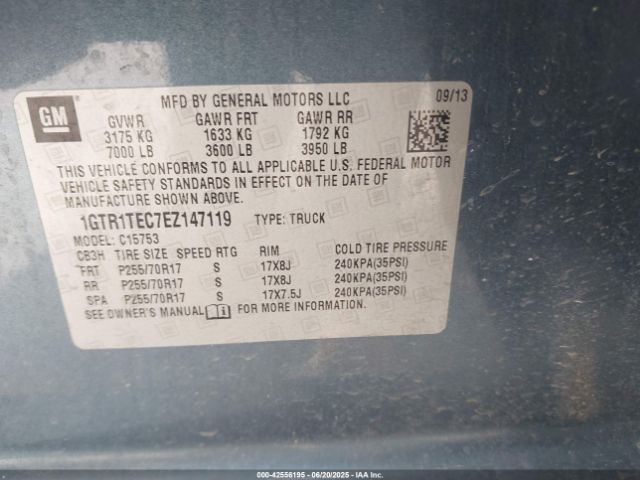 GM
MFD BY GENERAL MOTORS LLC 09/13
GVWR GAWR FRT GAWR RR
3175 KG 1633 KG 1792 KG
7000 LB 3600 LB 3950 LB
THIS VEHICLE CONFORMS TO ALL APPLICABLE U.S. FEDERAL MOTOR
VEHICLE SAFETY STANDARDS IN EFFECT ON THE DATE OF
MANUFACTURE SHOWN ABOVE.
1GTR1TEC7EZ147119 TYPE: TRUCK
MODEL: C15753
CB3H TIRE SIZE SPEED RTG RIM COLD TIRE PRESSURE
FRT P255/70R17 S 17X8J 240KPA(35PSI)
RR P255/70R17 S 17X8J 240KPA(35PSI)
SPA P255/70R17 S 17X7.5J 240KPA(35PSI)
SEE OWNER'S MANUAL FOR MORE INFORMATION.
000-42556195 - 06/20/2025 - IAAI.COM